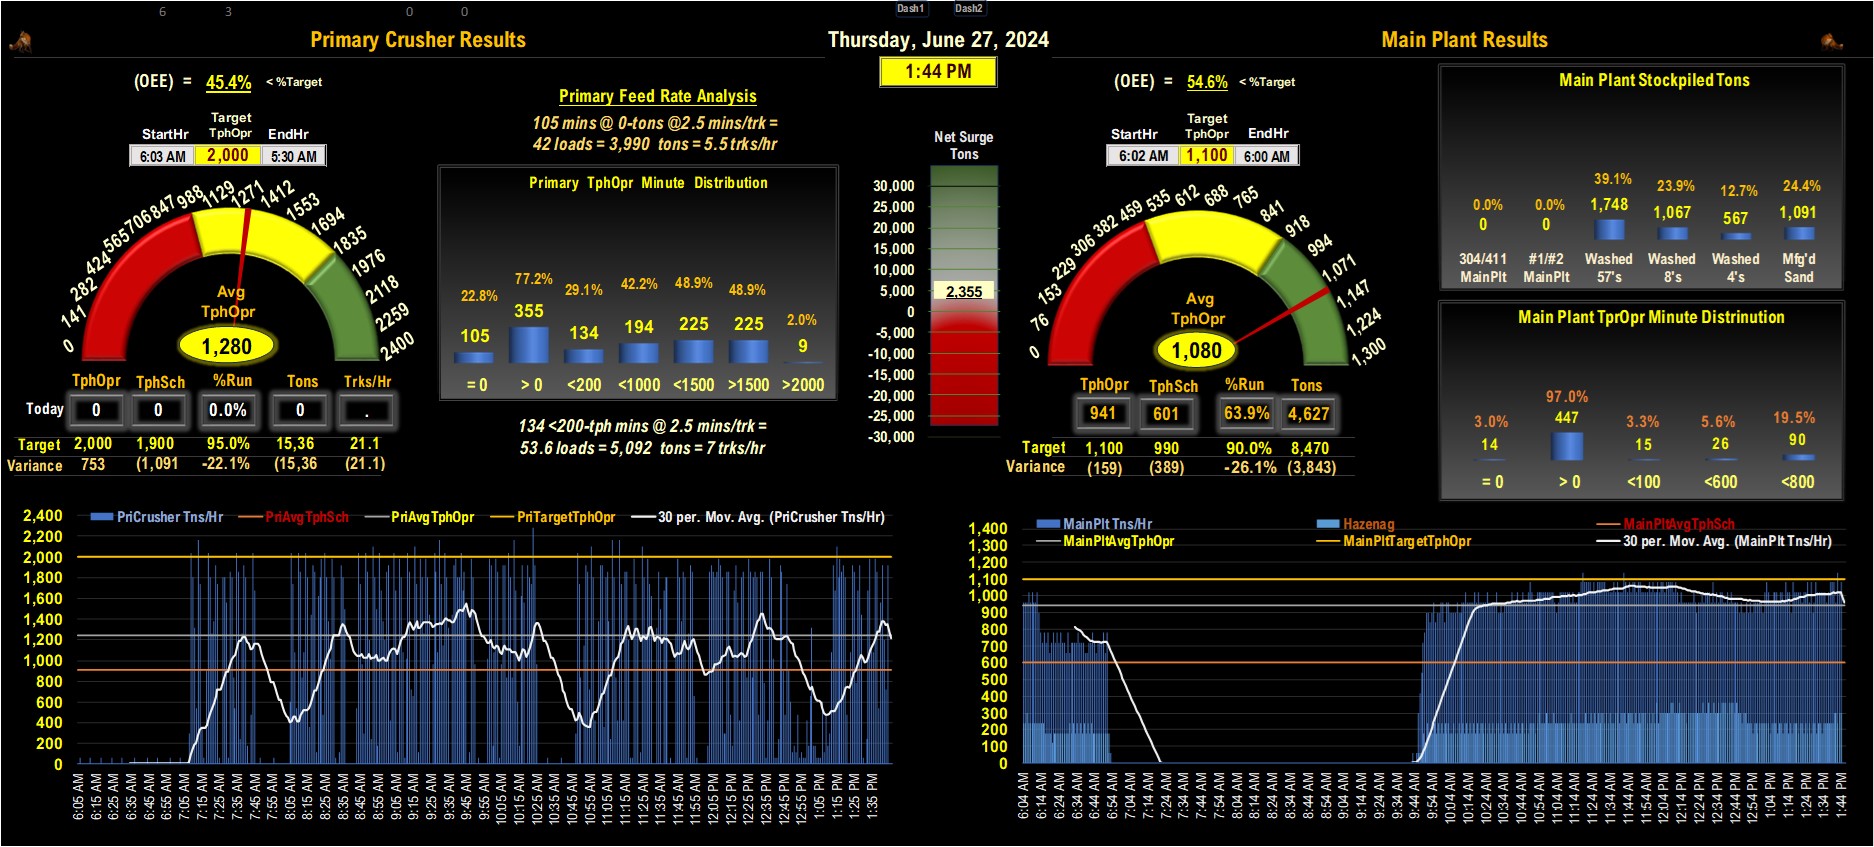 6 3 0 0 Dash1 Dash2
Primary Crusher Results
Thursday, June 27, 2024
Main Plant Results
1:44 PM
(OEE) = 45.4% < %Target
StartHr Target TphOpr EndHr
6:03 AM 2,000 5:30 AM
0 141 282 424 565 706 847 988 1129 1271 1412 1553 1694 1835 1976 2118 2259 2400
Avg
TphOpr
1,280
TphOpr TphSch %Run Tons Trks/Hr
Today 0 0 0.0% 0 .
Target 2,000 1,900 95.0% 15,36 21.1
Variance 753 (1,091 -22.1% (15,36 (21.1)
Primary Feed Rate Analysis
105 mins @ 0-tons @2.5 mins/trk =
42 loads = 3,990 tons = 5.5 trks/hr
Primary TphOpr Minute Distribution
22.8% 77.2% 29.1% 42.2% 48.9% 48.9% 2.0%
105 355 134 194 225 225 9
= 0 > 0 <200 <1000 <1500 >1500 >2000
134 <200-tph mins @ 2.5 mins/trk =
53.6 loads = 5,092 tons = 7 trks/hr
Net Surge
Tons
30,000
25,000
20,000
15,000
10,000
5,000
2,355
0
-5,000
-10,000
-15,000
-20,000
-25,000
-30,000
(OEE) = 54.6% < %Target
StartHr Target TphOpr EndHr
6:02 AM 1,100 6:00 AM
0 76 153 229 306 382 459 535 612 688 765 841 918 994 1,071 1,147 1,224 1,300
Avg
TphOpr
1,080
TphOpr TphSch %Run Tons
941 601 63.9% 4,627
Target 1,100 990 90.0% 8,470
Variance (159) (389) -26.1% (3,843)
Main Plant Stockpiled Tons
0.0% 0.0% 39.1% 23.9% 12.7% 24.4%
0 0 1,748 1,067 567 1,091
304/411 #1/#2 Washed Washed Washed Mfg'd
MainPlt MainPlt 57's 8's 4's Sand
Main Plant TprOpr Minute Distrinution
3.0% 97.0% 3.3% 5.6% 19.5%
14 447 15 26 90
= 0 > 0 <100 <600 <800
PriCrusher Tns/Hr PriAvgTphSch PriAvgTphOpr PriTargetTphOpr 30 per. Mov. Avg. (PriCrusher Tns/Hr)
2,400
2,200
2,000
1,800
1,600
1,400
1,200
1,000
800
600
400
200
0
6:05 AM 6:15 AM 6:25 AM 6:35 AM 6:45 AM 6:55 AM 7:05 AM 7:15 AM 7:25 AM 7:35 AM 7:45 AM 7:55 AM 8:05 AM 8:15 AM 8:25 AM 8:35 AM 8:45 AM 8:55 AM 9:05 AM 9:15 AM 9:25 AM 9:35 AM 9:45 AM 9:55 AM 10:05 AM 10:15 AM 10:25 AM 10:35 AM 10:45 AM 10:55 AM 11:05 AM 11:15 AM 11:25 AM 11:35 AM 11:45 AM 11:55 AM 12:05 PM 12:15 PM 12:25 PM 12:35 PM 12:45 PM 12:55 PM 1:05 PM 1:15 PM 1:25 PM 1:35 PM
MainPlt Tns/Hr Hazenag MainPltAvgTphSch
MainPltAvgTphOpr MainPltTargetTphOpr 30 per. Mov. Avg. (MainPlt Tns/Hr)
1,400
1,300
1,200
1,100
1,000
900
800
700
600
500
400
300
200
100
0
6:04 AM 6:14 AM 6:24 AM 6:34 AM 6:44 AM 6:54 AM 7:04 AM 7:14 AM 7:24 AM 7:34 AM 7:44 AM 7:54 AM 8:04 AM 8:14 AM 8:24 AM 8:34 AM 8:44 AM 8:54 AM 9:04 AM 9:14 AM 9:24 AM 9:34 AM 9:44 AM 9:54 AM 10:04 AM 10:14 AM 10:24 AM 10:34 AM 10:44 AM 10:54 AM 11:04 AM 11:14 AM 11:24 AM 11:34 AM 11:44 AM 11:54 AM 12:04 PM 12:14 PM 12:24 PM 12:34 PM 12:44 PM 12:54 PM 1:04 PM 1:14 PM 1:24 PM 1:34 PM 1:44 PM